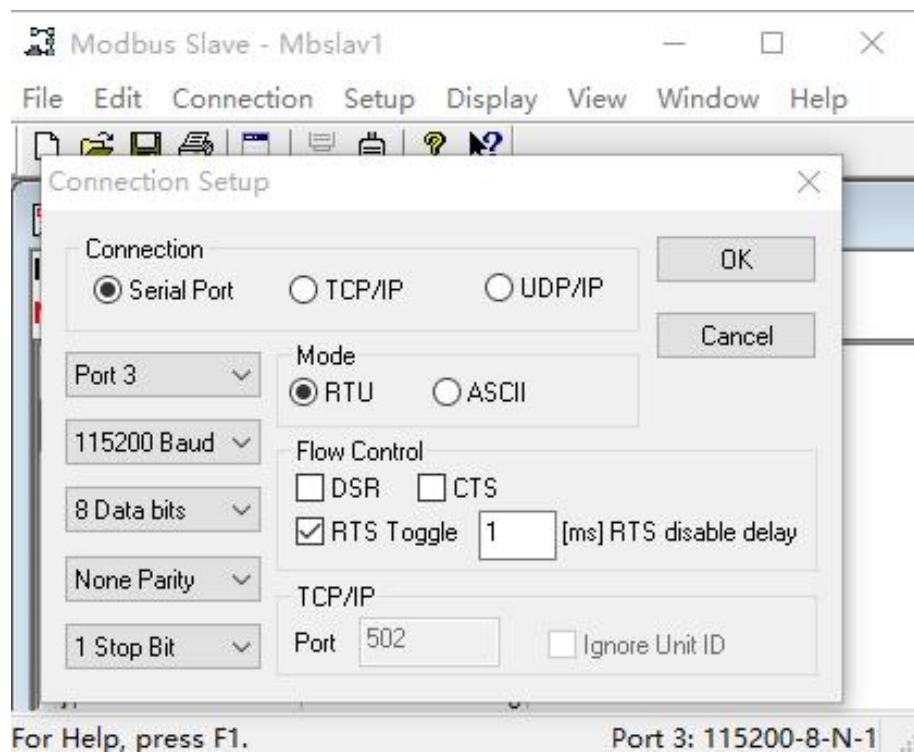 Modbus Slave - Mbslav1
File Edit Connection Setup Display View Window Help
Connection Setup
Connection
Serial Port TCP/IP UDP/IP
OK
Cancel
Port 3
Mode
RTU ASCII
115200 Baud
Flow Control
DSR CTS
8 Data bits
RTS Toggle 1 [ms] RTS disable delay
None Parity
TCP/IP
1 Stop Bit
Port 502 Ignore Unit ID
For Help, press F1. Port 3: 115200-8-N-1